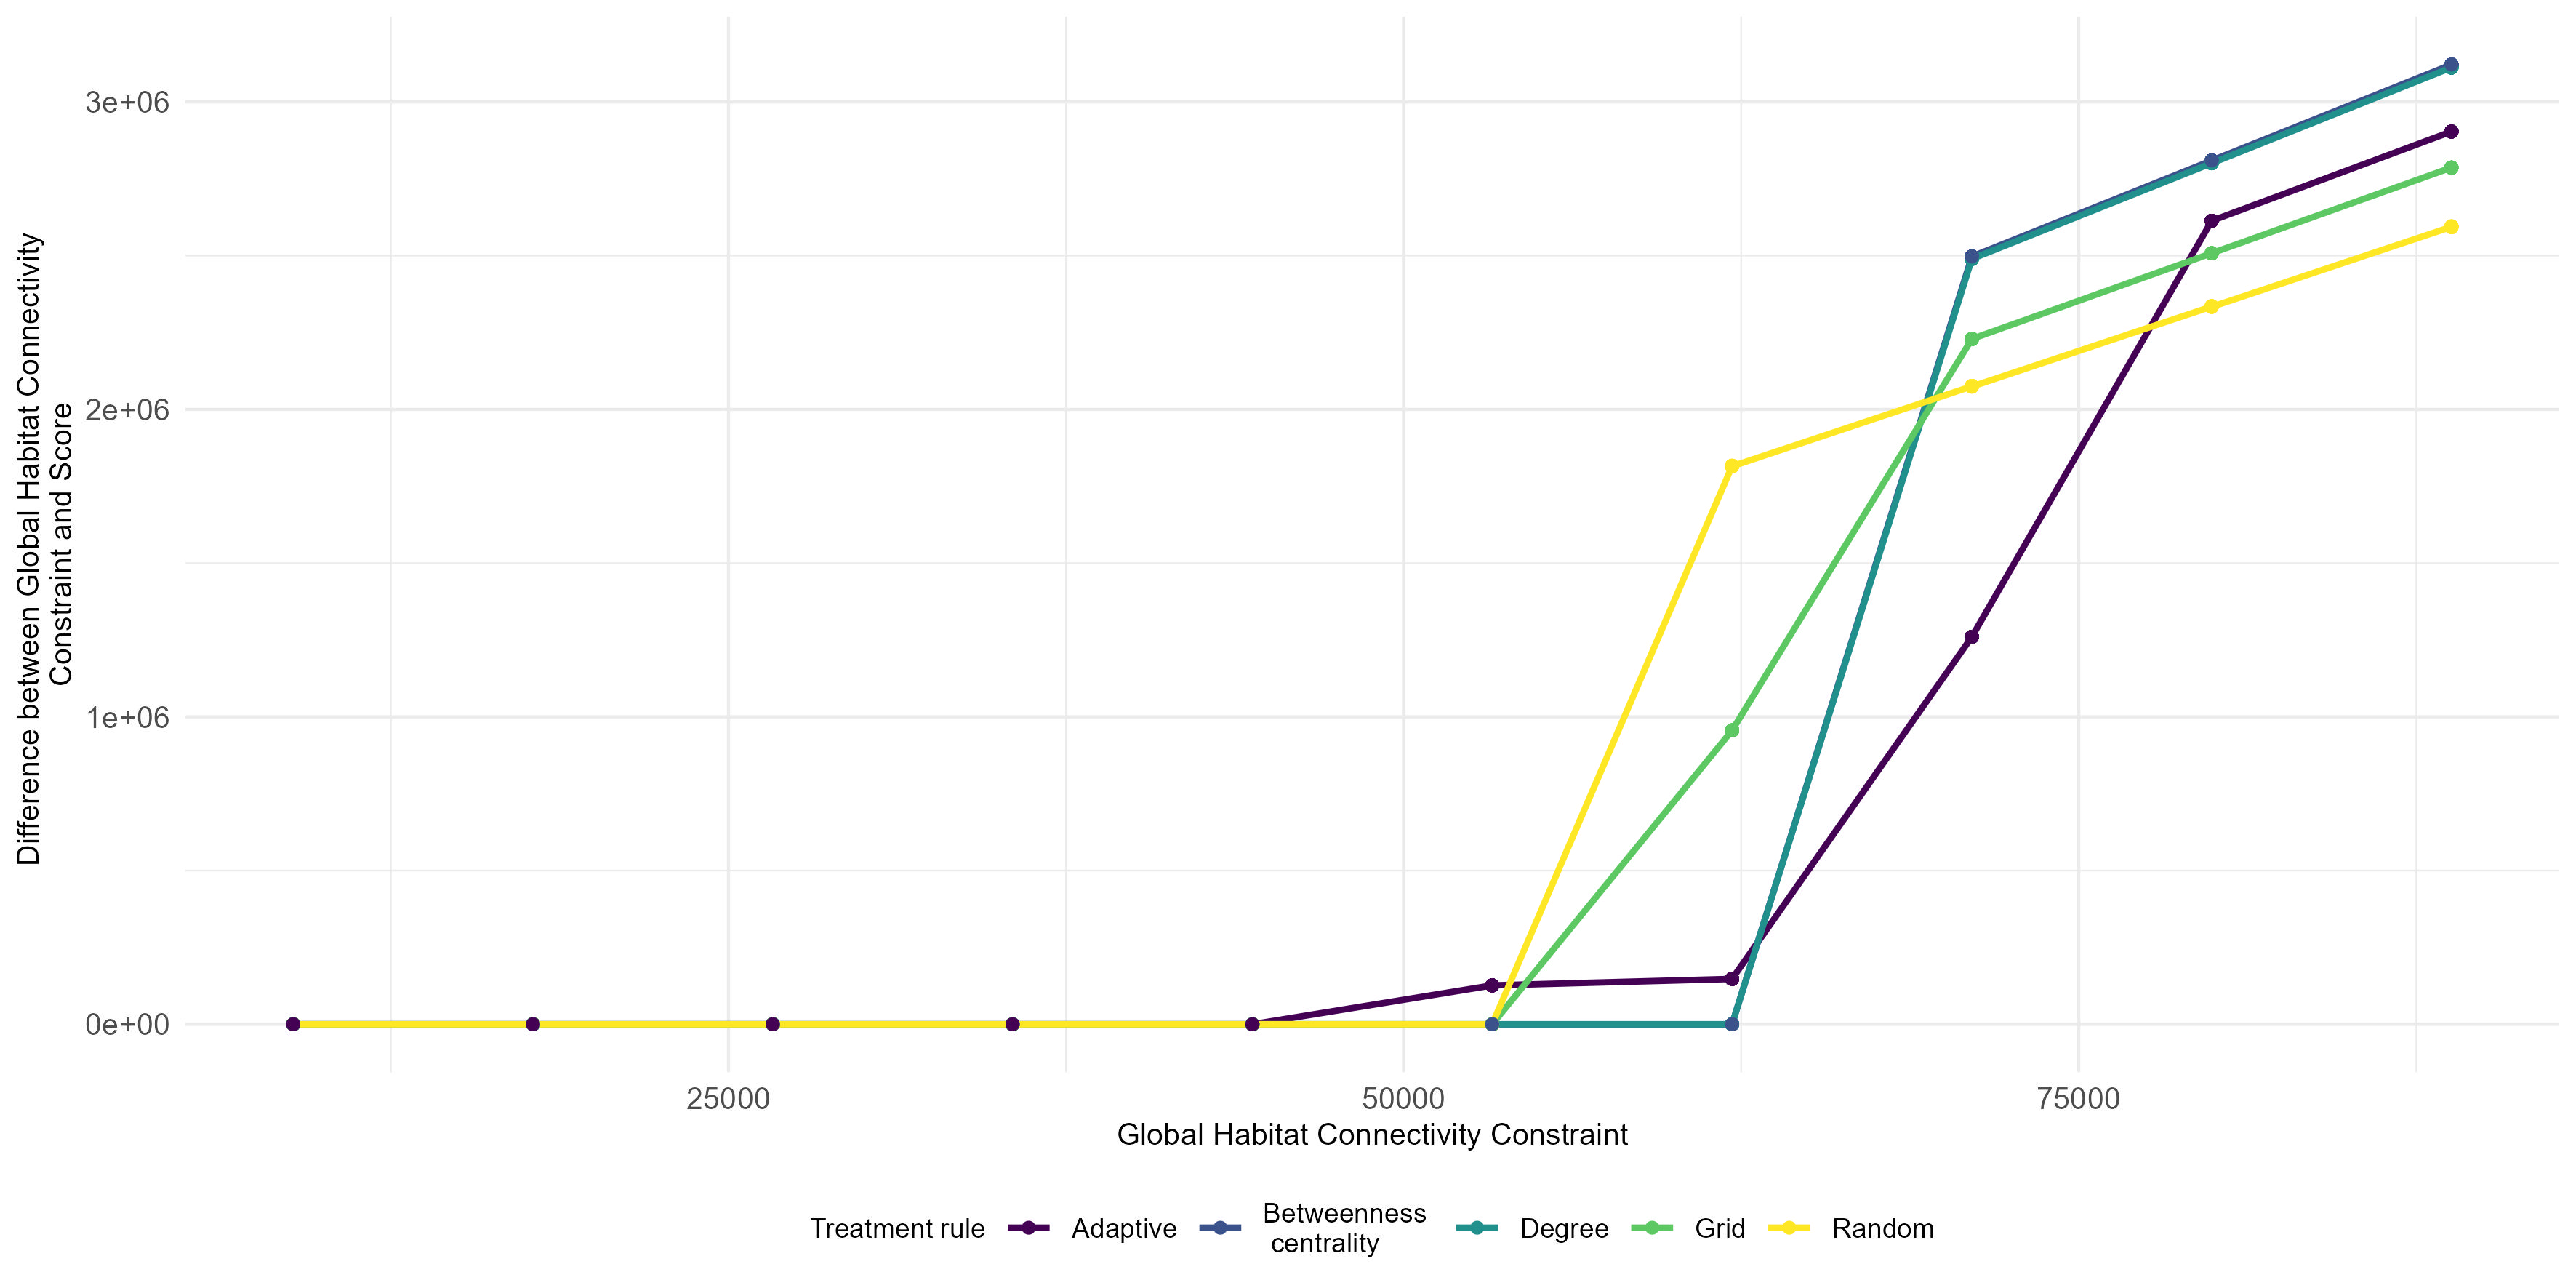 Difference between Global Habitat Connectivity
Constraint and Score
3e+06
2e+06
1e+06
0e+00
25000 50000 75000
Global Habitat Connectivity Constraint
Treatment rule Adaptive Betweenness centrality Degree Grid Random